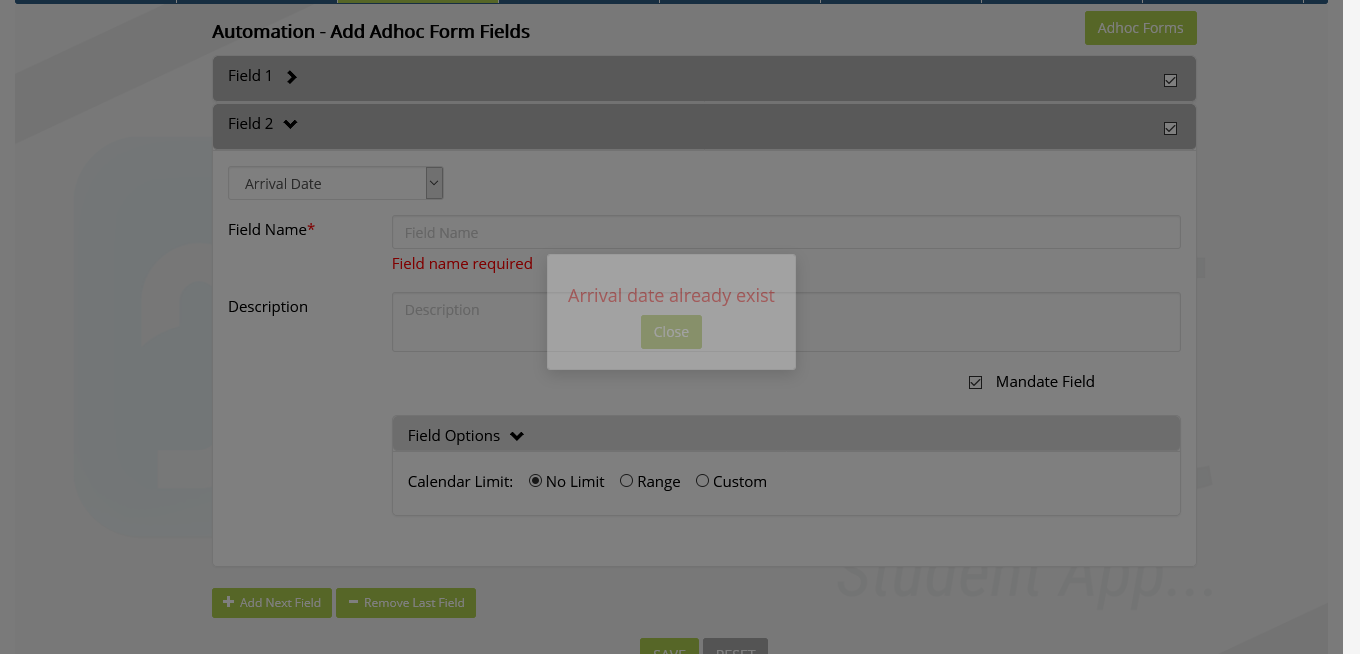 Automation - Add Adhoc Form Fields
Adhoc Forms
Field 1
Field 2
Arrival Date
Field Name*
Field Name
Field name required
Arrival date already exist
Close
Description
Description
Mandate Field
Field Options
Calendar Limit: No Limit Range Custom
Student App...
Add Next Field
Remove Last Field
SAVE
RESET